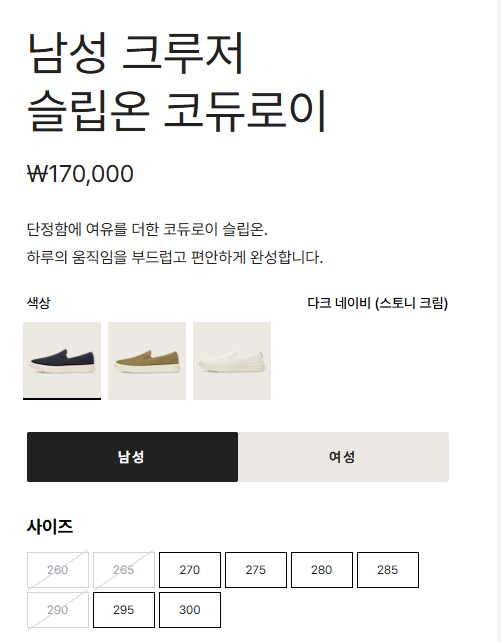 남성 크루저
슬립온 코듀로이
₩170,000
단정함에 여유를 더한 코듀로이 슬립온.
하루의 움직임을 부드럽고 편안하게 완성합니다.
색상 다크 네이비 (스토니 크림)
남성 여성
사이즈
260 265 270 275 280 285
290 295 300